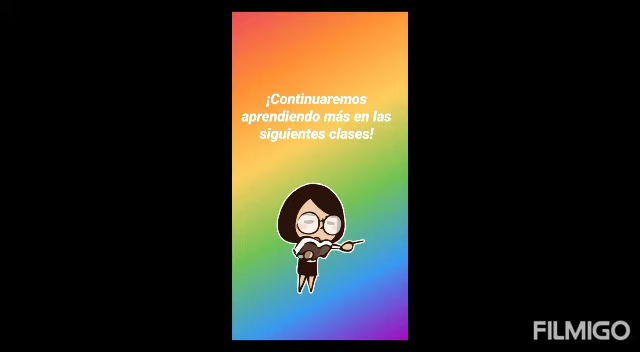 ¡Continuaremos
aprendiendo más en las
siguientes clases!
FILMIGO